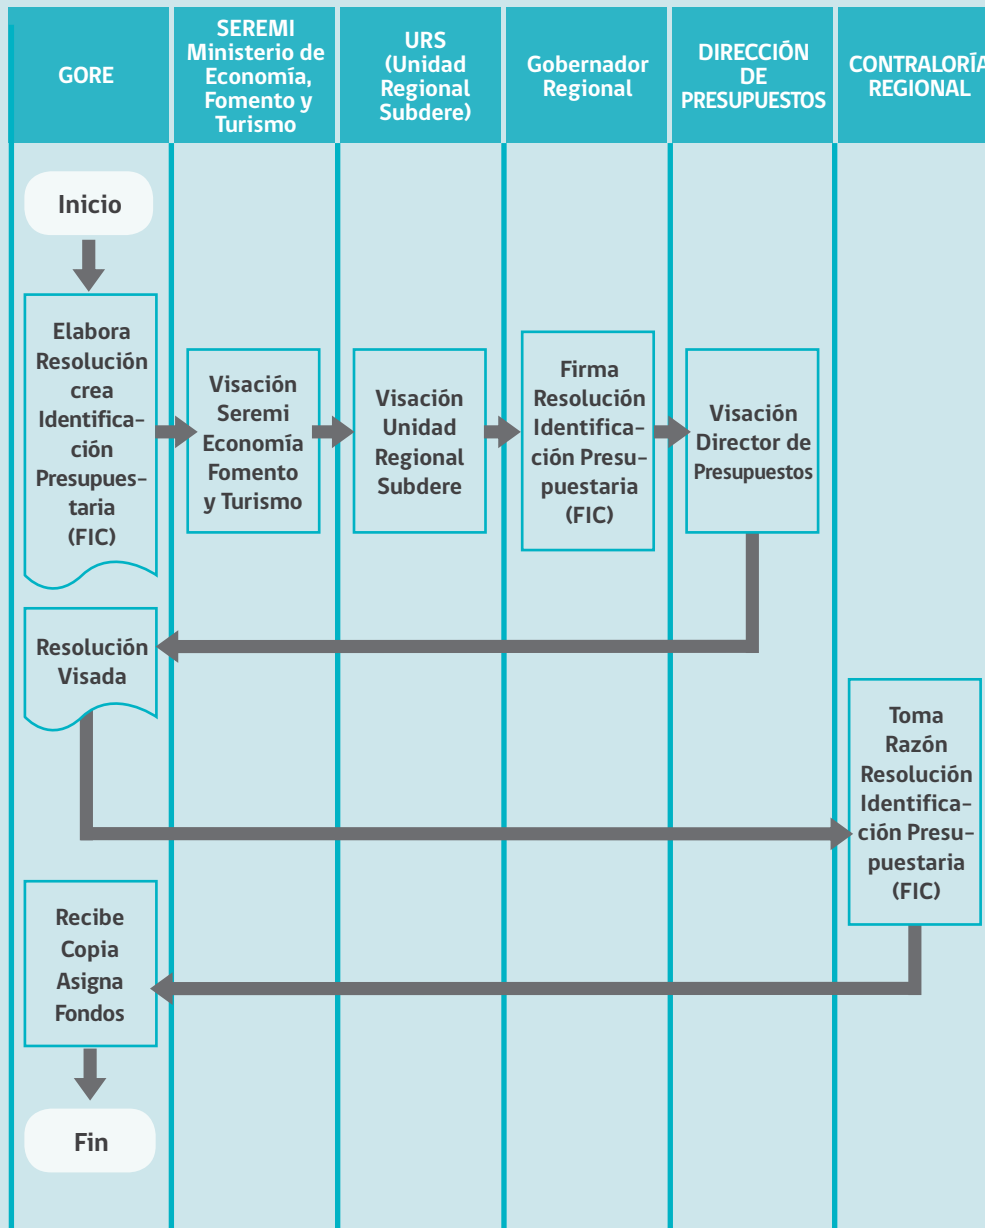 GORE
SEREMI
Ministerio de
Economía,
Fomento y
Turismo
URS
(Unidad
Regional
Subdere)
Gobernador
Regional
DIRECCIÓN
DE
PRESUPUESTOS
CONTRALORÍA
REGIONAL
Inicio
Elabora
Resolución
crea
Identifica-
ción
Presupues-
taria
(FIC)
Visación
Seremi
Economía
Fomento
y Turismo
Visación
Unidad
Regional
Subdere
Firma
Resolución
Identifica-
ción Presu-
puestaria
(FIC)
Visación
Director de
Presupuestos
Resolución
Visada
Toma
Razón
Resolución
Identifica-
ción Presu-
puestaria
(FIC)
Recibe
Copia
Asigna
Fondos
Fin